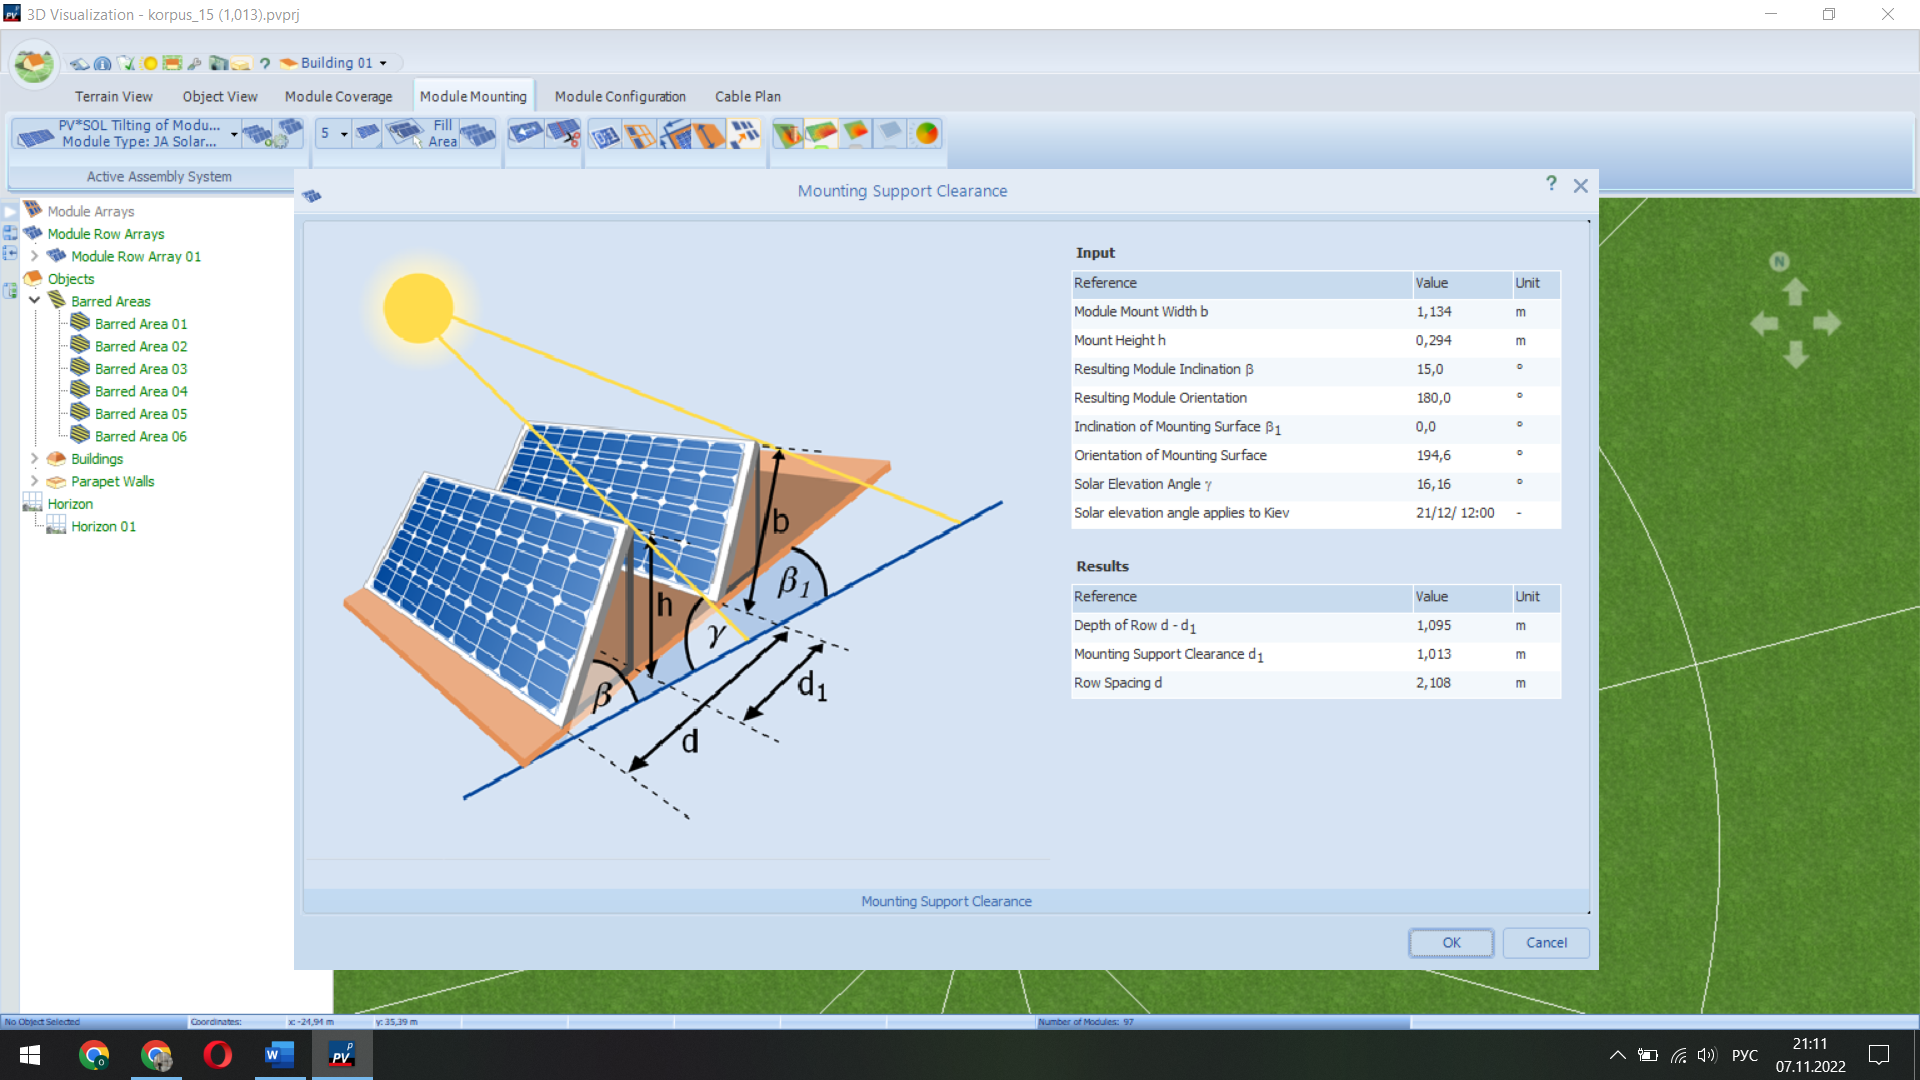 3D Visualization - korpus_15 (1,013).pvprj
? Building 01
Terrain View Object View Module Coverage Module Mounting Module Configuration Cable Plan
PV*SOL Tilting of Modu...
Module Type: JA Solar...
5
Fill
Area
Active Assembly System
Module Arrays
Module Row Arrays
Module Row Array 01
Objects
Barred Areas
Barred Area 01
Barred Area 02
Barred Area 03
Barred Area 04
Barred Area 05
Barred Area 06
Buildings
Parapet Walls
Horizon
Horizon 01
Mounting Support Clearance
?
b
β1
h
γ
β
d1
d
Input
Reference Value Unit
Module Mount Width b 1,134 m
Mount Height h 0,294 m
Resulting Module Inclination β 15,0 °
Resulting Module Orientation 180,0 °
Inclination of Mounting Surface β1 0,0 °
Orientation of Mounting Surface 194,6 °
Solar Elevation Angle γ 16,16 °
Solar elevation angle applies to Kiev 21/12/ 12:00 -
Results
Reference Value Unit
Depth of Row d - d1 1,095 m
Mounting Support Clearance d1 1,013 m
Row Spacing d 2,108 m
Mounting Support Clearance
OK Cancel
N
No Object Selected Coordinates: x: -24,94 m y: 35,39 m Number of Modules: 97
W
PV
РУС
21:11
07.11.2022